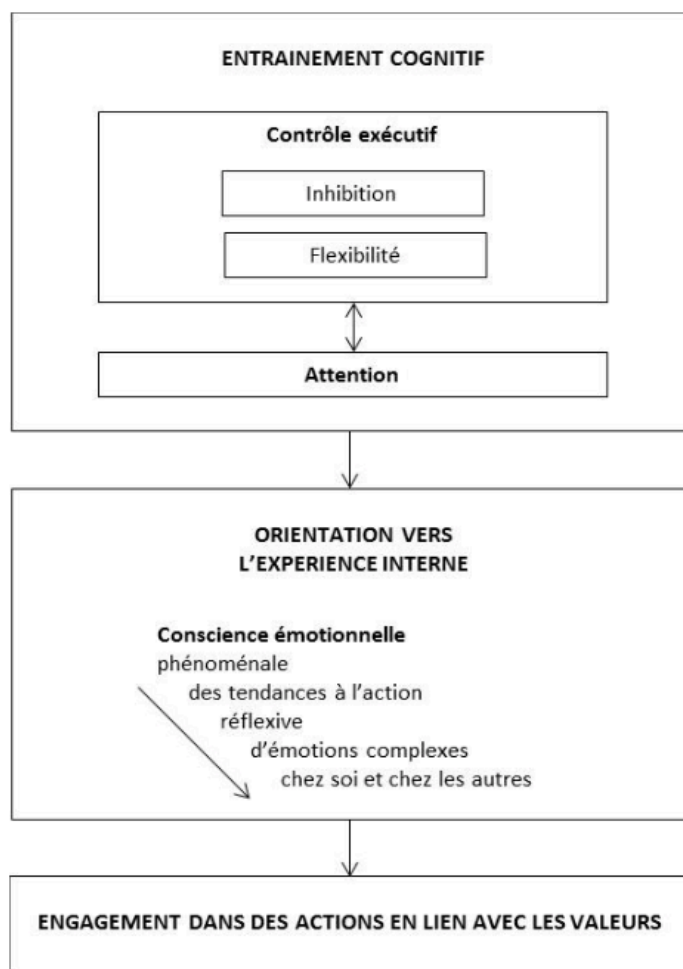 ENTRAINEMENT COGNITIF
Contrôle exécutif
Inhibition
Flexibilité
Attention
ORIENTATION VERS
L'EXPERIENCE INTERNE
Conscience émotionnelle
phénoménale
des tendances à l'action
réflexive
d'émotions complexes
chez soi et chez les autres
ENGAGEMENT DANS DES ACTIONS EN LIEN AVEC LES VALEURS